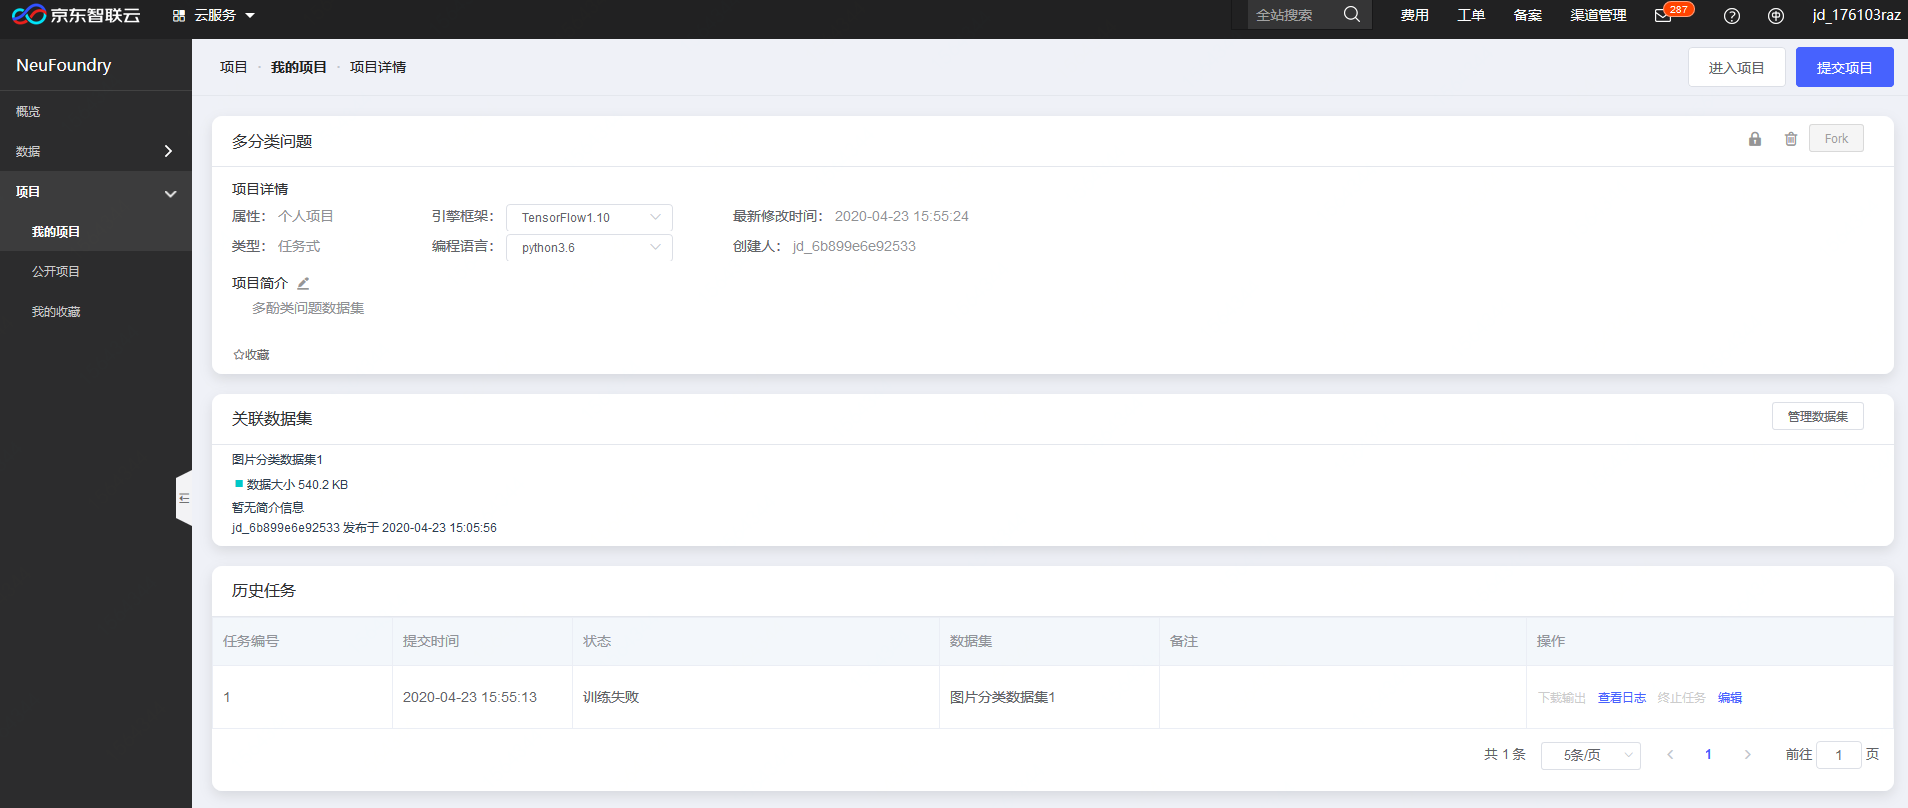 京东智联云 云服务 全站搜索 费用 工单 备案 渠道管理 287 jd_176103raz
NeuFoundry
概览
数据
项目
我的项目
公开项目
我的收藏
项目 · 我的项目 · 项目详情 进入项目 提交项目
多分类问题 Fork
项目详情
属性： 个人项目 引擎框架： TensorFlow1.10 最新修改时间： 2020-04-23 15:55:24
类型： 任务式 编程语言： python3.6 创建人： jd_6b899e6e92533
项目简介
多酚类问题数据集
收藏
关联数据集 管理数据集
图片分类数据集1
数据大小 540.2 KB
暂无简介信息
jd_6b899e6e92533 发布于 2020-04-23 15:05:56
历史任务
任务编号 提交时间 状态 数据集 备注 操作
1 2020-04-23 15:55:13 训练失败 图片分类数据集1 下载输出 查看日志 终止任务 编辑
共 1 条 5条/页 1 前往 1 页